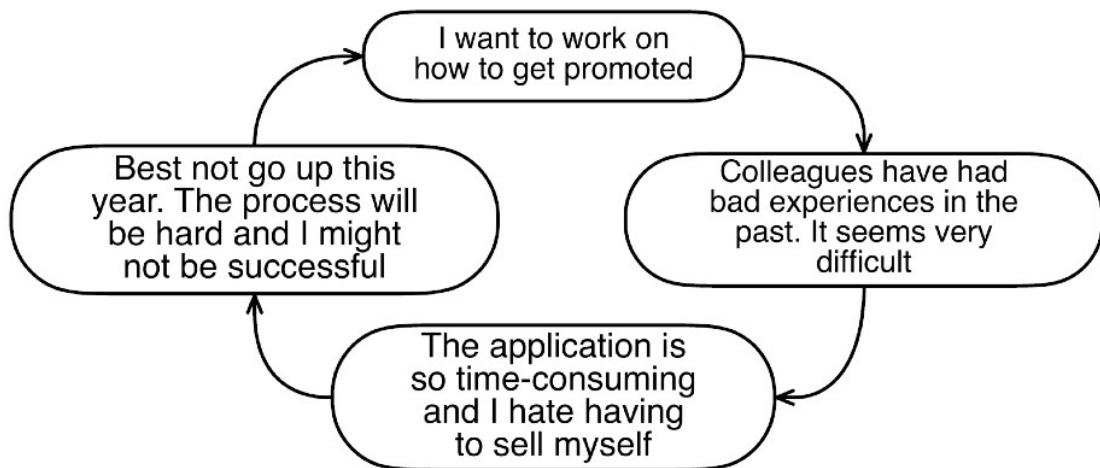 I want to work on
how to get promoted
Colleagues have had
bad experiences in the
past. It seems very
difficult
The application is
so time-consuming
and I hate having
to sell myself
Best not go up this
year. The process will
be hard and I might
not be successful